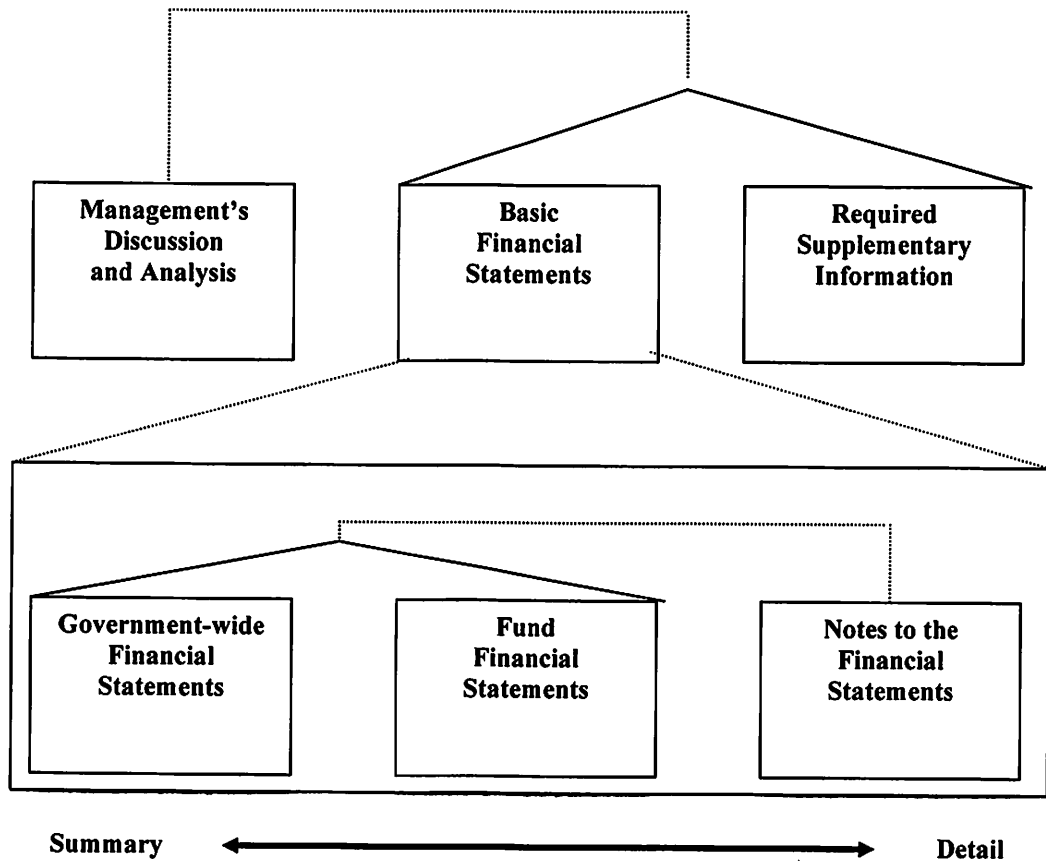 Management’s
Discussion
and Analysis
Basic
Financial
Statements
Required
Supplementary
Information
Government-wide
Financial
Statements
Fund
Financial
Statements
Notes to the
Financial
Statements
Summary
Detail